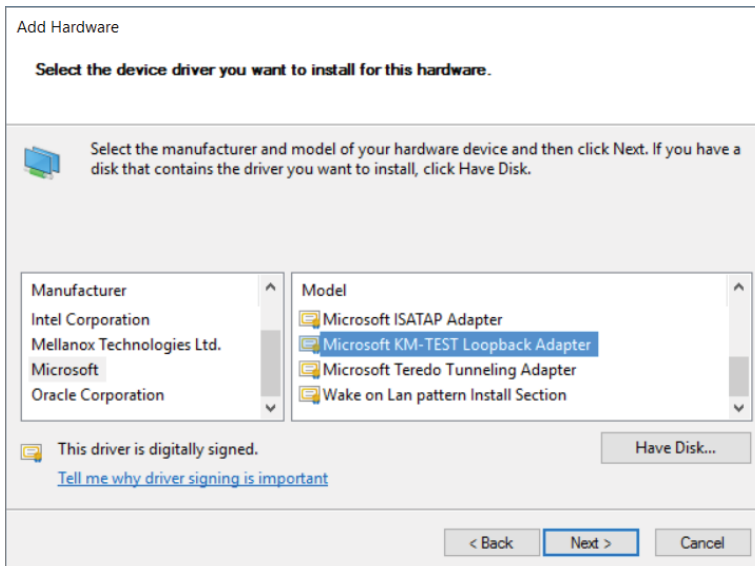 Add Hardware
Select the device driver you want to install for this hardware.
Select the manufacturer and model of your hardware device and then click Next. If you have a
disk that contains the driver you want to install, click Have Disk.
Manufacturer
Intel Corporation
Mellanox Technologies Ltd.
Microsoft
Oracle Corporation
Model
Microsoft ISATAP Adapter
Microsoft KM-TEST Loopback Adapter
Microsoft Teredo Tunneling Adapter
Wake on Lan pattern Install Section
This driver is digitally signed.
Tell me why driver signing is important
Have Disk...
< Back
Next >
Cancel